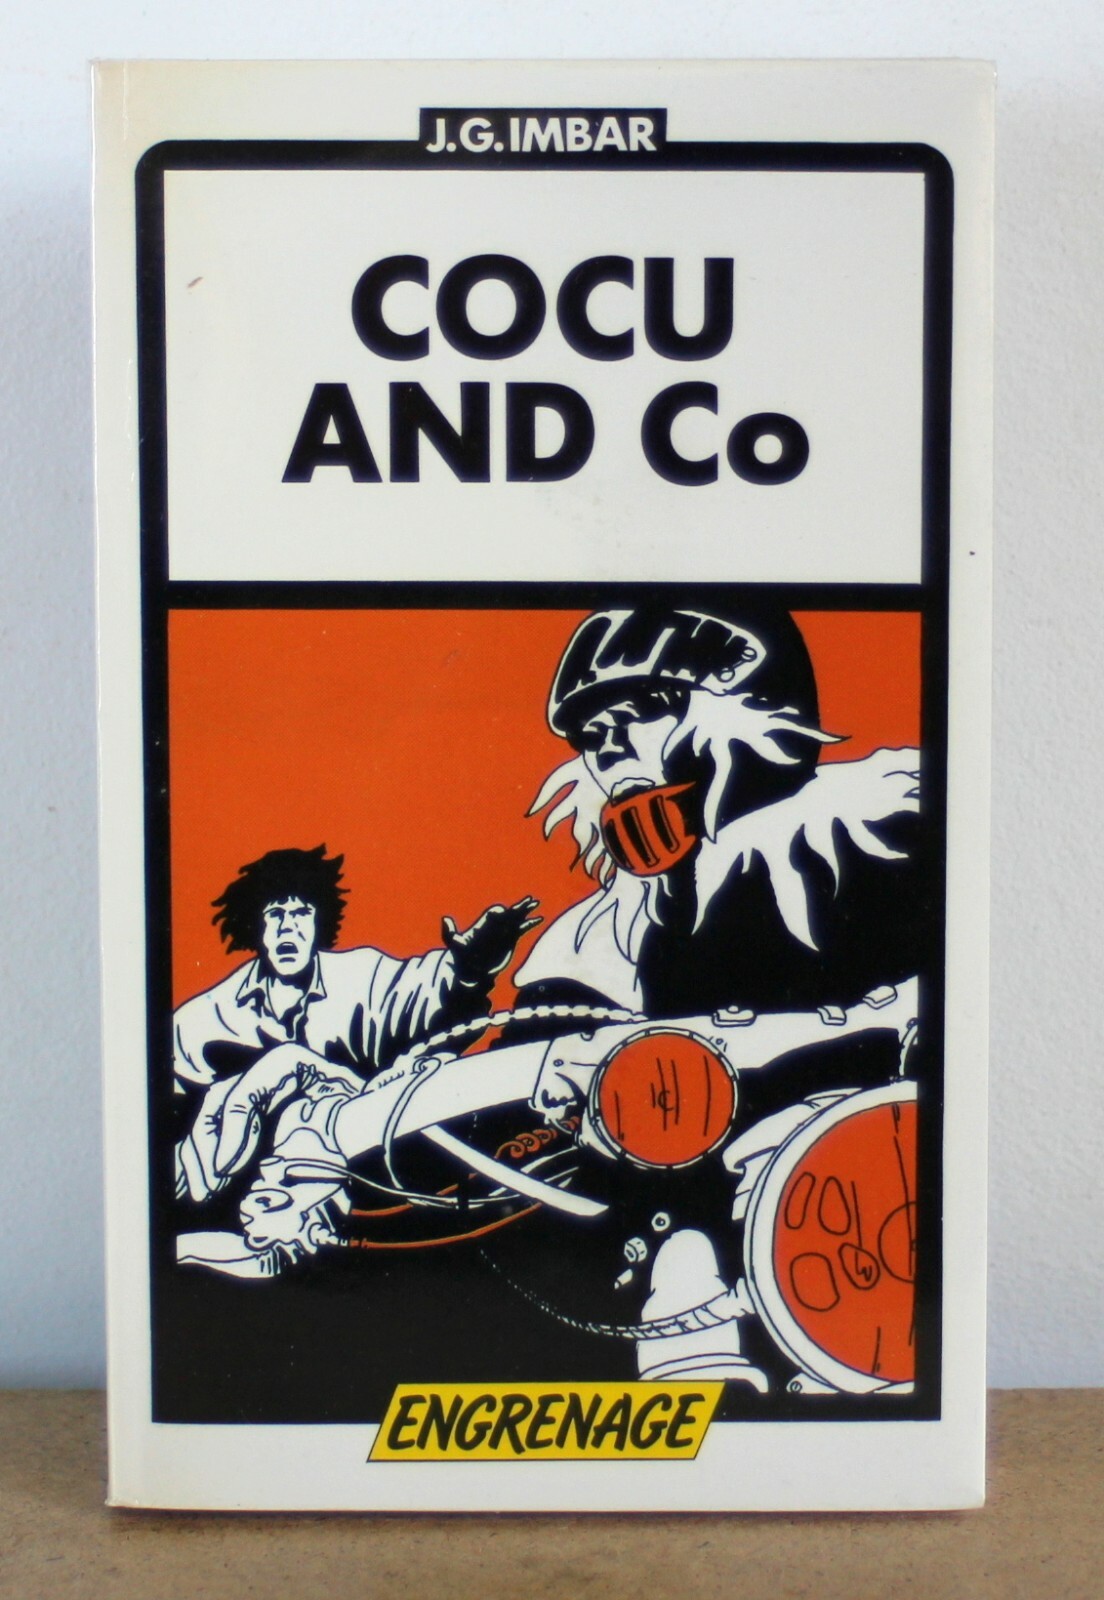 J.G. IMBAR
COCU
AND Co
ENGRENAGE